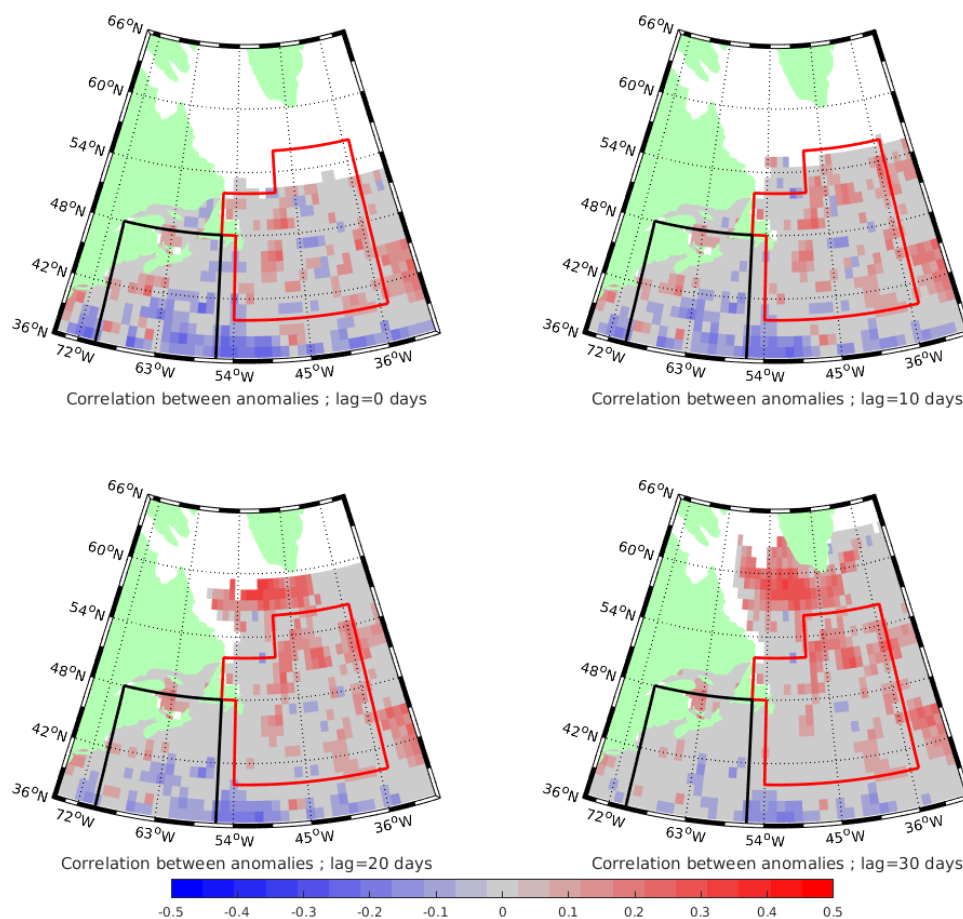 66°N
60°N
54°N
48°N
42°N
36°N
72°W
63°W
54°W
45°W
36°W
Correlation between anomalies ; lag=0 days
66°N
60°N
54°N
48°N
42°N
36°N
72°W
63°W
54°W
45°W
36°W
Correlation between anomalies ; lag=10 days
66°N
60°N
54°N
48°N
42°N
36°N
72°W
63°W
54°W
45°W
36°W
Correlation between anomalies ; lag=20 days
66°N
60°N
54°N
48°N
42°N
36°N
72°W
63°W
54°W
45°W
36°W
Correlation between anomalies ; lag=30 days
-0.5 -0.4 -0.3 -0.2 -0.1 0 0.1 0.2 0.3 0.4 0.5